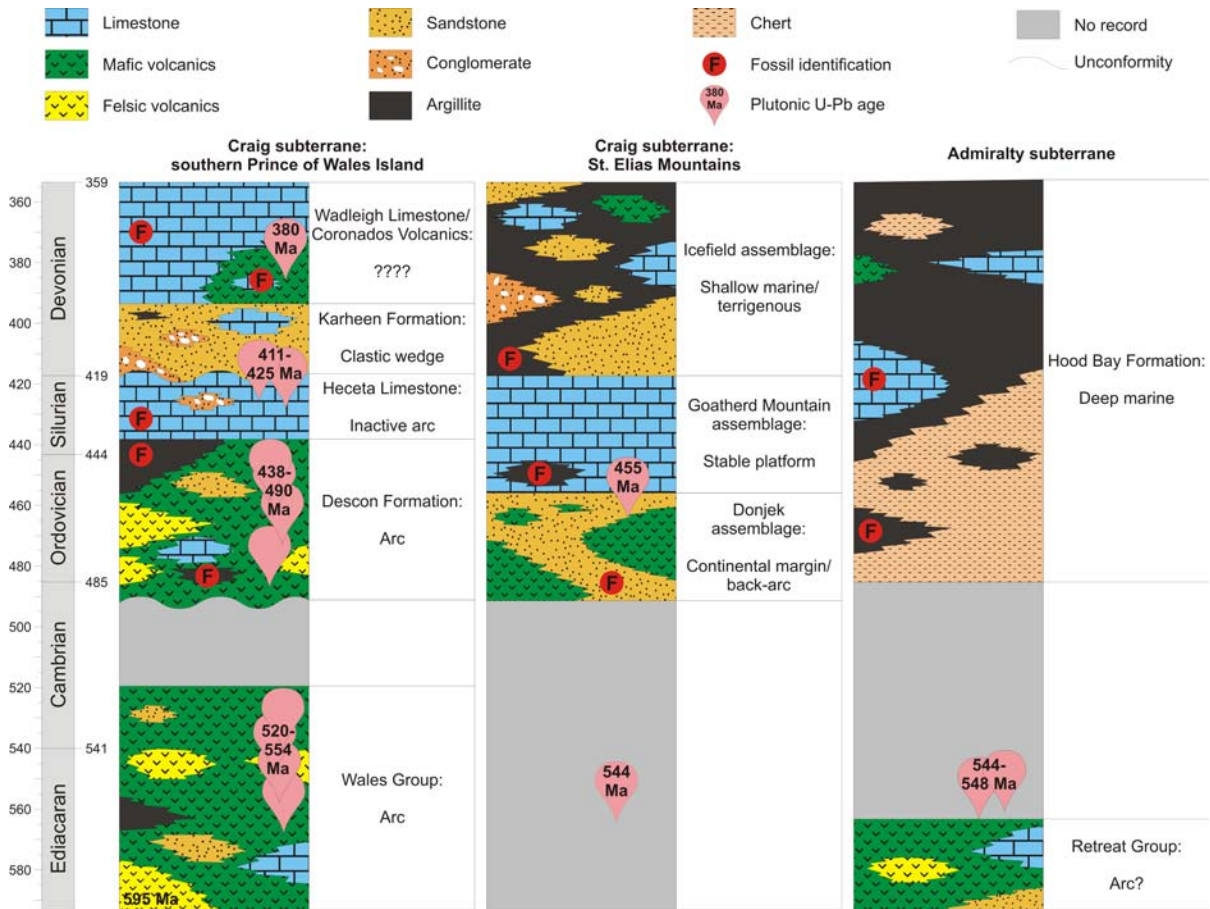 Limestone
Sandstone
Chert
No record
Mafic volcanics
Conglomerate
F
Fossil identification
Unconformity
Felsic volcanics
Argillite
380
Ma
Plutonic U-Pb age
Craig subterrane:
southern Prince of Wales Island
Craig subterrane:
St. Elias Mountains
Admiralty subterrane
360
380
400
420
440
460
480
500
520
540
560
580
Devonian
Silurian
Ordovician
Cambrian
Ediacaran
359
419
444
485
541
F
380
Ma
F
411-
425 Ma
F
F
438-
490
Ma
F
520-
554
Ma
595 Ma
Wadleigh Limestone/
Coronados Volcanics:
????
Karheen Formation:
Clastic wedge
Heceta Limestone:
Inactive arc
Descon Formation:
Arc
Wales Group:
Arc
F
F
455
Ma
F
544
Ma
Icefield assemblage:
Shallow marine/
terrigenous
Goatherd Mountain
assemblage:
Stable platform
Donjek
assemblage:
Continental margin/
back-arc
F
F
544-
548 Ma
Hood Bay Formation:
Deep marine
Retreat Group:
Arc?